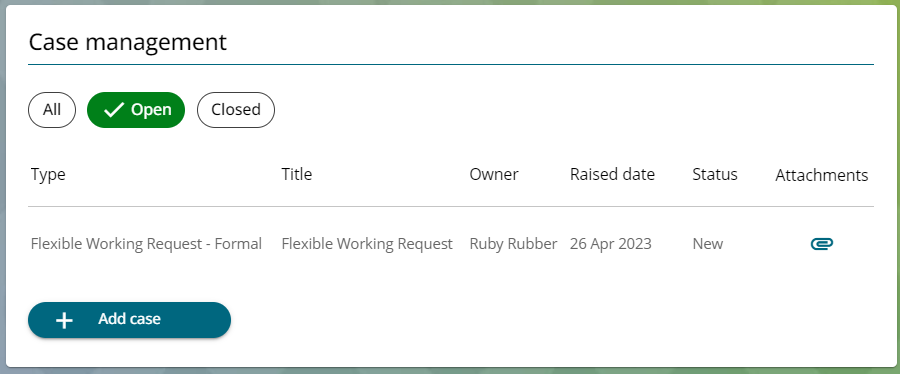 Case management
All Open Closed
Type Title Owner Raised date Status Attachments
Flexible Working Request - Formal Flexible Working Request Ruby Rubber 26 Apr 2023 New
Add case